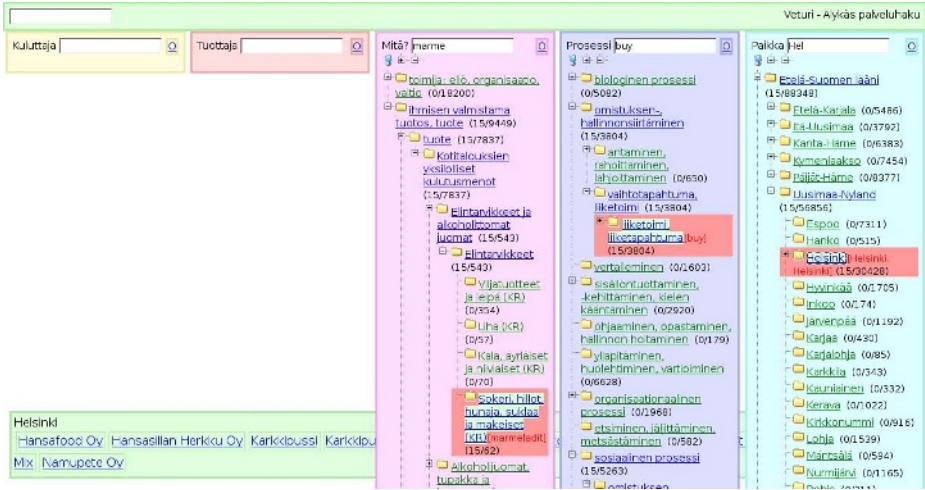 Veturi - Älykäs palveluhaku
Kuluttaja
O
Tuottaja
O
Mitä? marme
O
toimija: eliö, organisaatio,
valtio (0/18200)
ihmisen valmistama
tuotos, tuote (15/9449)
tuote (15/7837)
Kotitalouksien
yksilölliset
kulutusmenot
(15/7837)
Elintarvikkeet ja
alkoholittomat
juomat (15/543)
Elintarvikkeet
(15/543)
Viljatuotteet
ja leipä (KR)
(0/354)
Liha (KR)
(0/57)
Kala, äyriäiset
ja nilviäiset (KR)
(0/70)
Sokeri, hillot,
hunaja, suklaa
ja makeiset
(KR)[marmeladit]
(15/62)
Alkoholijuomat,
tupakka ja
Prosessi buy
O
biologinen prosessi
(0/5082)
omistuksen-,
hallinnonsiirtäminen
(15/3804)
antaminen,
rahoittaminen,
lahjoittaminen (0/650)
vaihtotapahtuma,
liiketoimi (15/3804)
liiketoimi,
liiketapahtuma[buy]
(15/3804)
vertaileminen (0/1603)
sisällöntuottaminen,
-kehittäminen, kielen
kääntäminen (0/2920)
ohjaaminen, opastaminen,
hallinnon hoitaminen (0/179)
ylläpitäminen,
huolehtiminen, vartioiminen
(0/6628)
organisaationaalinen
prosessi (0/1968)
etsiminen, jäljittäminen,
metsästäminen (0/582)
sosiaalinen prosessi
(15/5263)
omistuksen
Paikka Hel
O
Etelä-Suomen lääni
(15/88348)
Etelä-Karjala (0/5486)
Itä-Uusimaa (0/3792)
Kanta-Häme (0/6383)
Kymenlaakso (0/7454)
Päijät-Häme (0/8377)
Uusimaa-Nyland
(15/56856)
Espoo (0/7311)
Hanko (0/515)
Helsinki[Helsinki,
Helsinki] (15/30428)
Hyvinkää (0/1705)
Inkoo (0/174)
Järvenpää (0/1192)
Karjaa (0/430)
Karjalohja (0/85)
Karkkila (0/343)
Kauniainen (0/332)
Kerava (0/1022)
Kirkkonummi (0/916)
Lohja (0/1539)
Mäntsälä (0/594)
Nurmijärvi (0/1165)
Helsinki
Hansafood Oy Hansasillan Herkku Oy Karkkibussi Karkkipu
Mix Namupete Oy